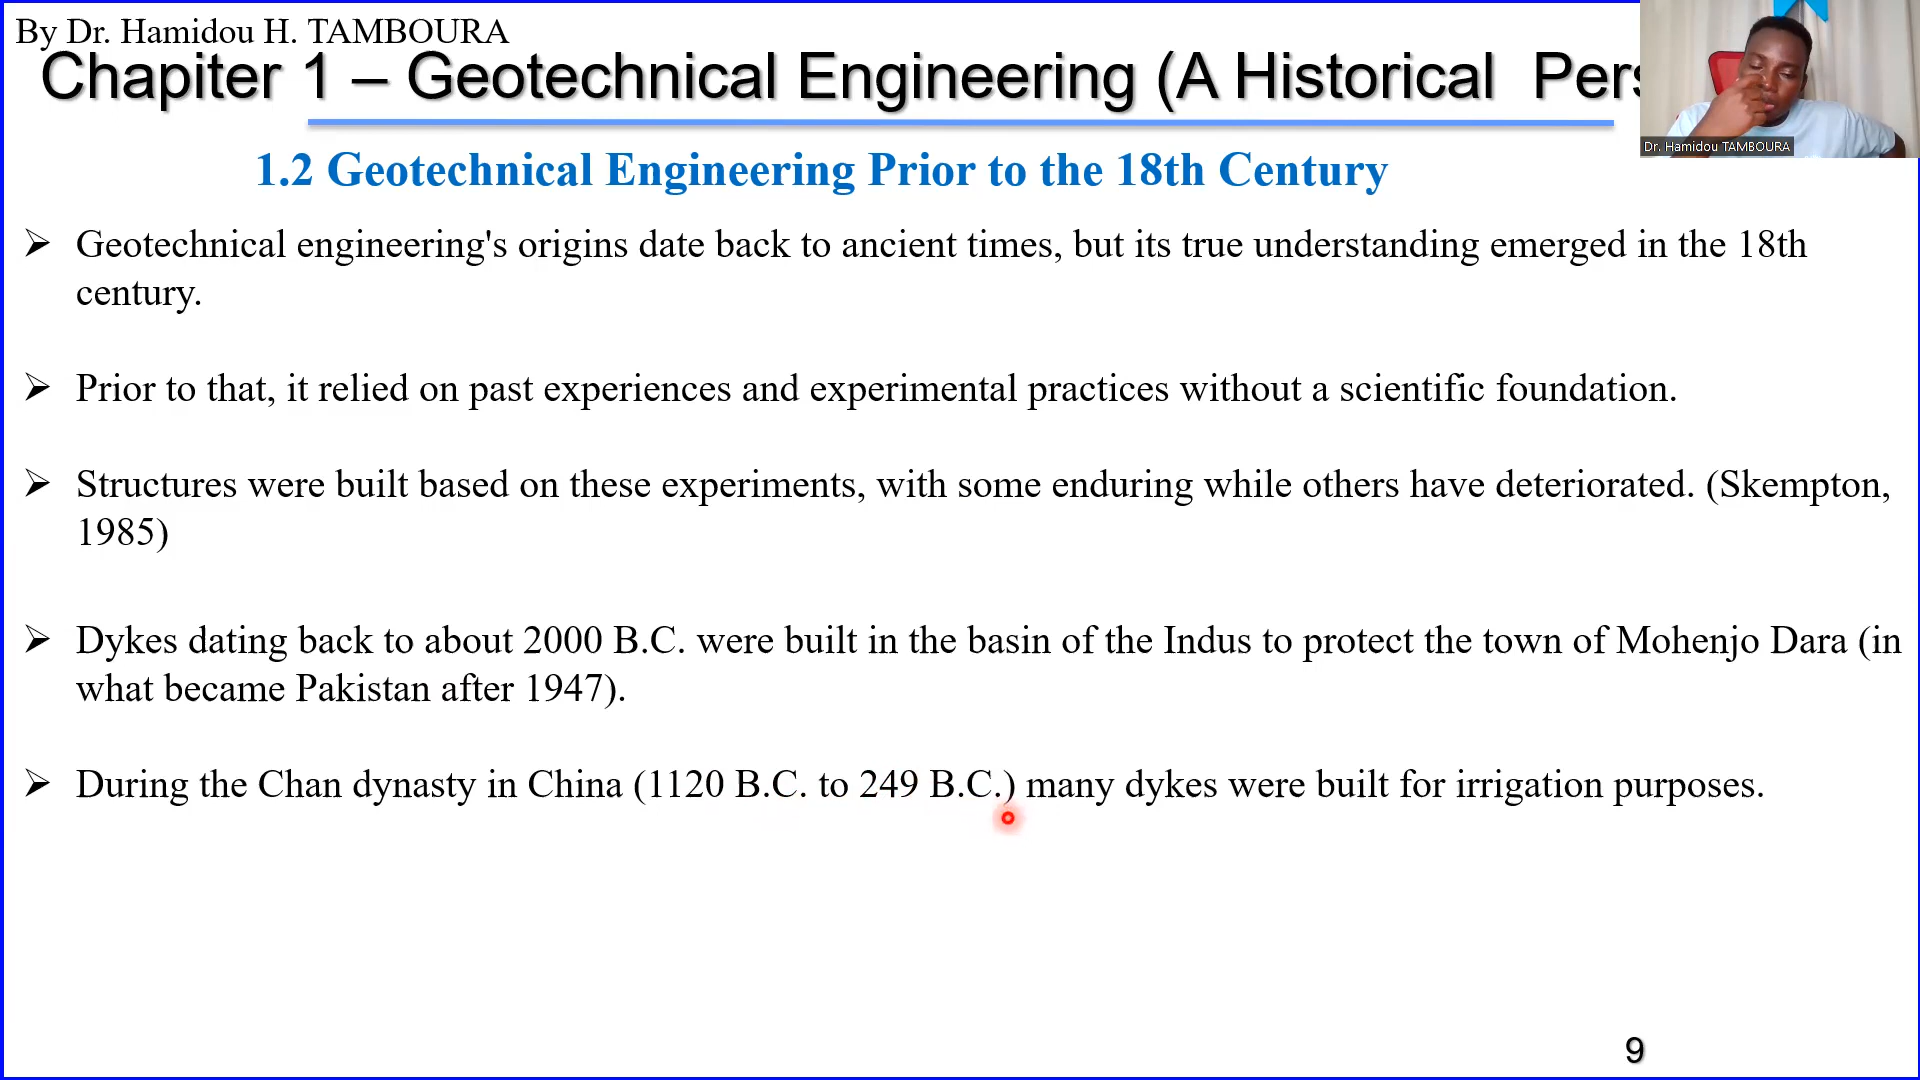 By Dr. Hamidou H. TAMBOURA
Chapiter 1 – Geotechnical Engineering (A Historical Pers
Dr. Hamidou TAMBOURA
1.2 Geotechnical Engineering Prior to the 18th Century
➢ Geotechnical engineering's origins date back to ancient times, but its true understanding emerged in the 18th
century.
➢ Prior to that, it relied on past experiences and experimental practices without a scientific foundation.
➢ Structures were built based on these experiments, with some enduring while others have deteriorated. (Skempton,
1985)
➢ Dykes dating back to about 2000 B.C. were built in the basin of the Indus to protect the town of Mohenjo Dara (in
what became Pakistan after 1947).
➢ During the Chan dynasty in China (1120 B.C. to 249 B.C.) many dykes were built for irrigation purposes.
9